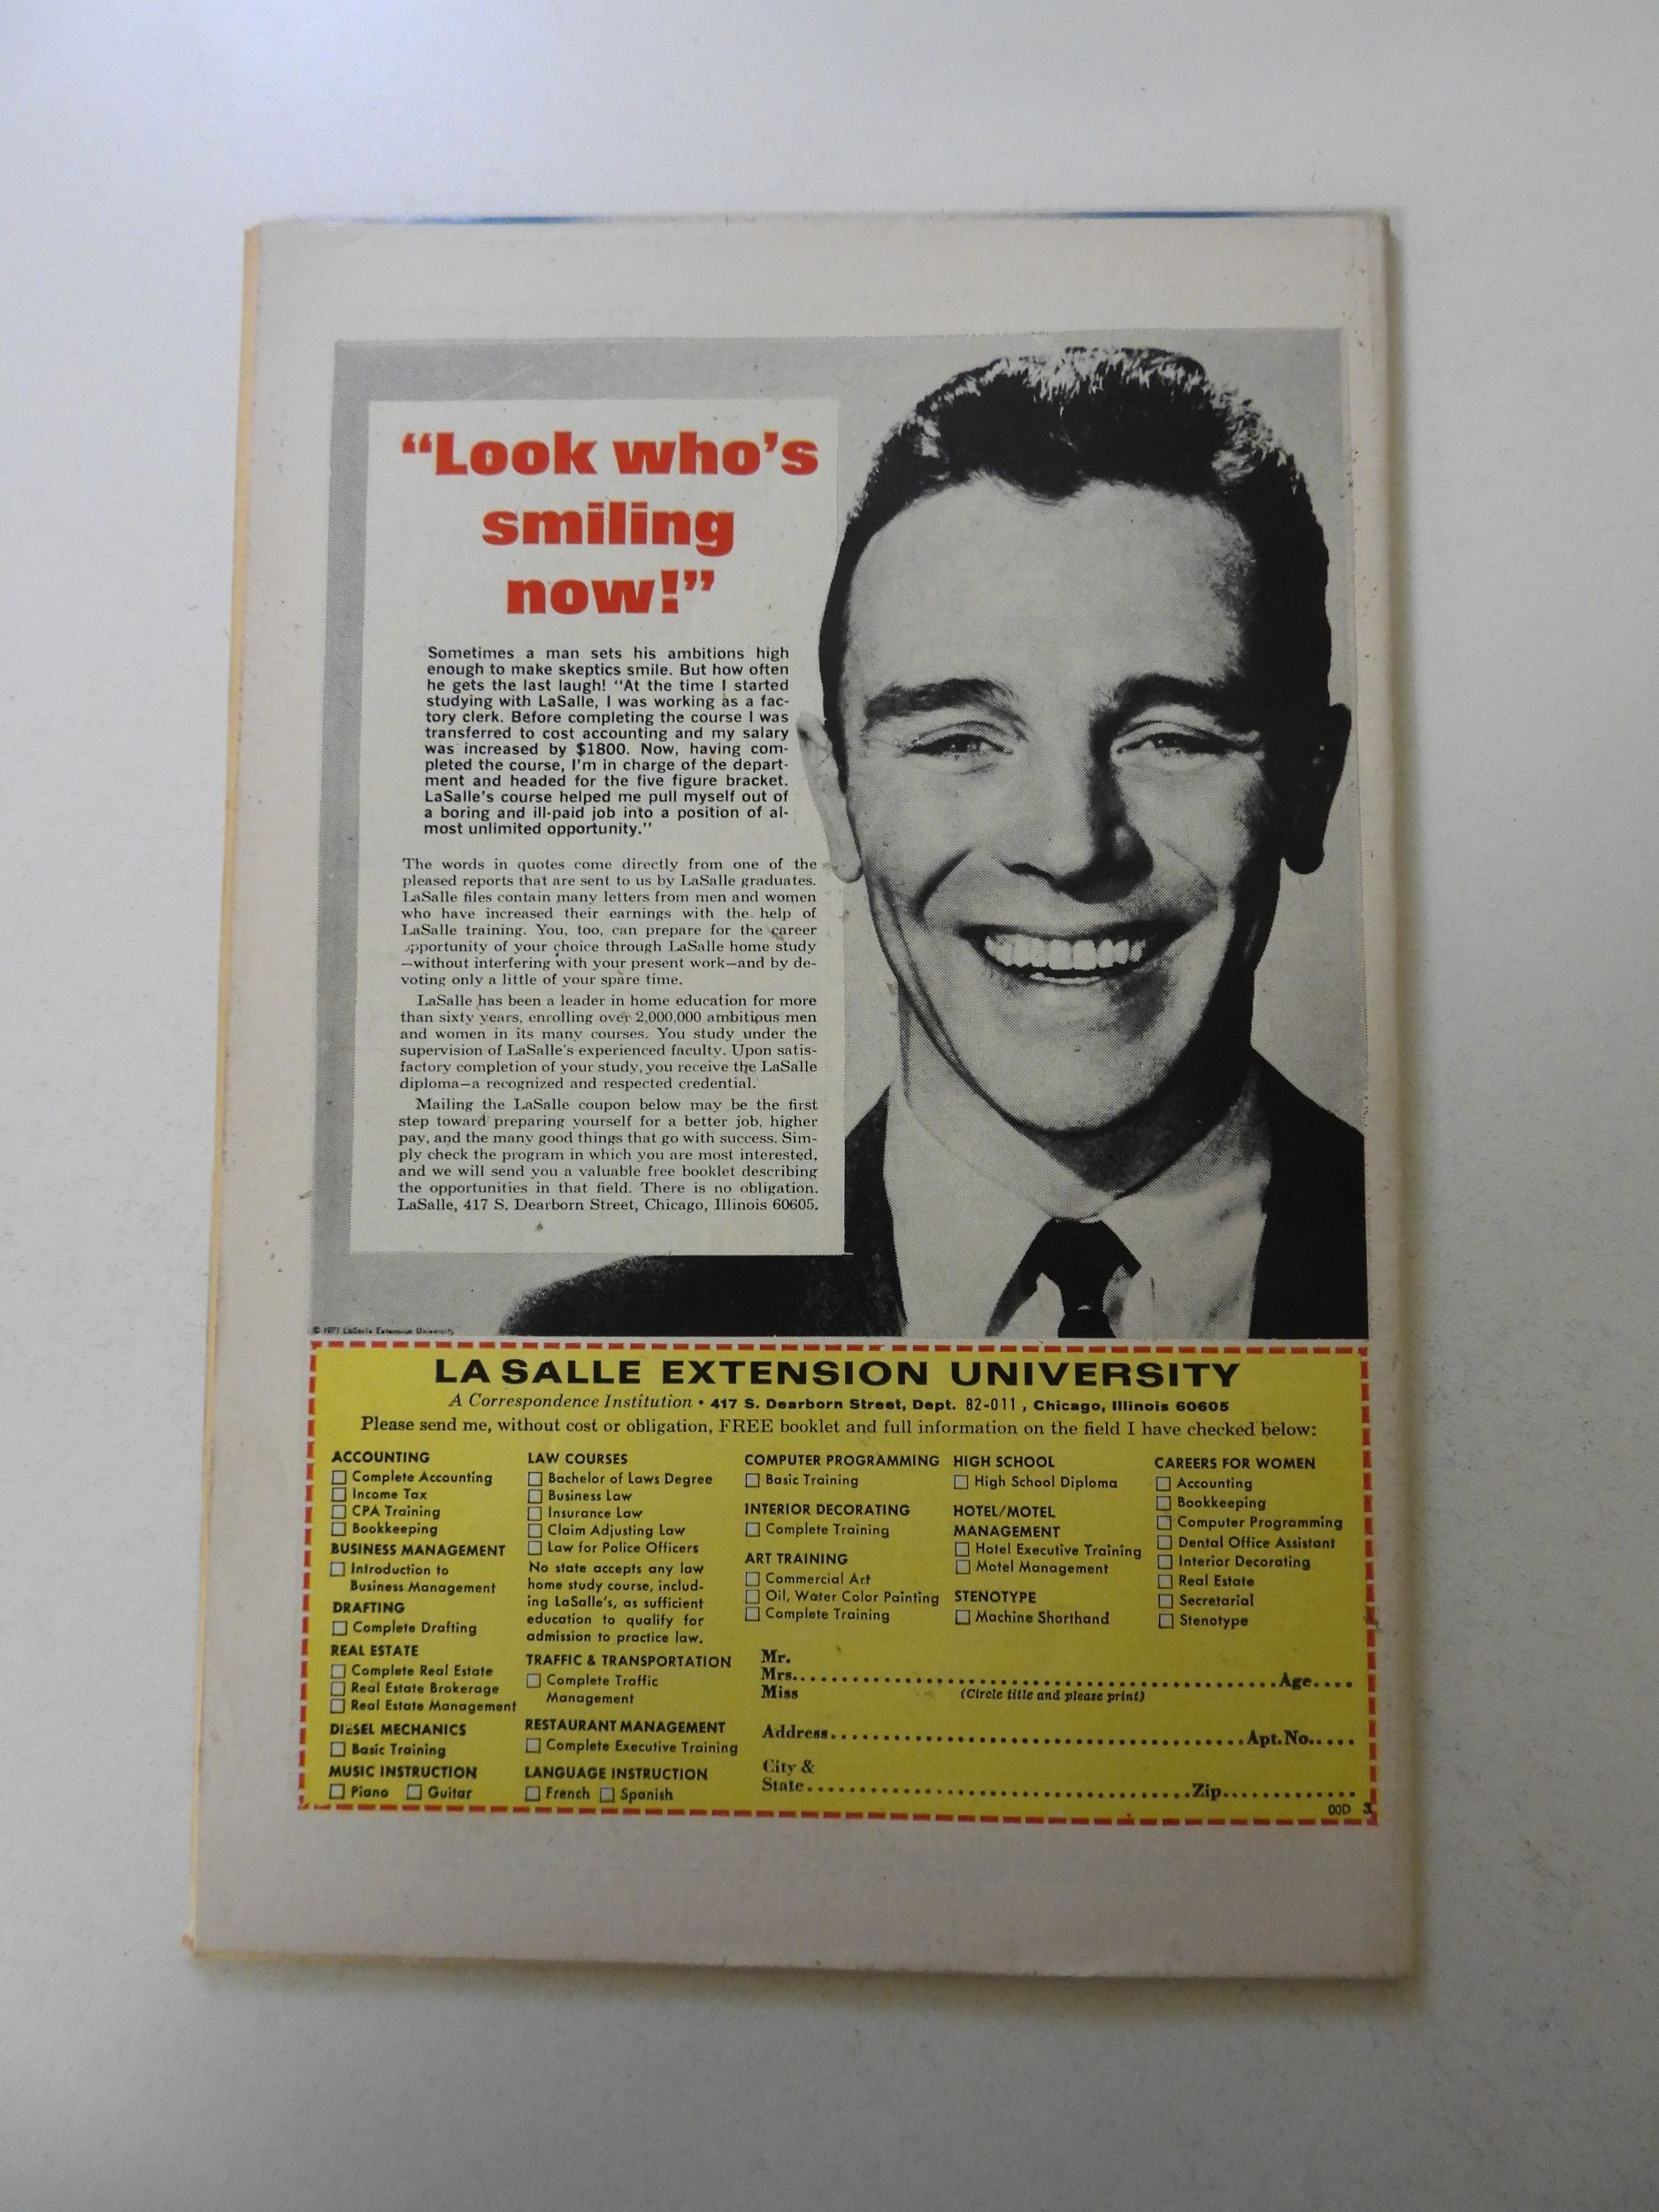 “Look who’s
smiling
now!”
Sometimes a man sets his ambitions high
enough to make skeptics smile. But how often
he gets the last laugh! “At the time I started
studying with LaSalle, I was working as a fac-
tory clerk. Before completing the course I was
transferred to cost accounting and my salary
was increased by $1800. Now, having com-
pleted the course, I’m in charge of the depart-
ment and headed for the five figure bracket.
LaSalle’s course helped me pull myself out of
a boring and ill-paid job into a position of al-
most unlimited opportunity.”
The words in quotes come directly from one of the
pleased reports that are sent to us by LaSalle graduates.
LaSalle files contain many letters from men and women
who have increased their earnings with the help of
LaSalle training. You, too, can prepare for the career
opportunity of your choice through LaSalle home study
—without interfering with your present work—and by de-
voting only a little of your spare time.
LaSalle has been a leader in home education for more
than sixty years, enrolling over 2,000,000 ambitious men
and women in its many courses. You study under the
supervision of LaSalle’s experienced faculty. Upon satis-
factory completion of your study, you receive the LaSalle
diploma—a recognized and respected credential.
Mailing the LaSalle coupon below may be the first
step toward preparing yourself for a better job, higher
pay, and the many good things that go with success. Sim-
ply check the program in which you are most interested,
and we will send you a valuable free booklet describing
the opportunities in that field. There is no obligation.
LaSalle, 417 S. Dearborn Street, Chicago, Illinois 60605.
© 1971 LaSalle Extension University
LA SALLE EXTENSION UNIVERSITY
A Correspondence Institution • 417 S. Dearborn Street, Dept. 82-011, Chicago, Illinois 60605
Please send me, without cost or obligation, FREE booklet and full information on the field I have checked below:
ACCOUNTING
Complete Accounting
Income Tax
CPA Training
Bookkeeping
BUSINESS MANAGEMENT
Introduction to
Business Management
DRAFTING
Complete Drafting
REAL ESTATE
Complete Real Estate
Real Estate Brokerage
Real Estate Management
DIESEL MECHANICS
Basic Training
MUSIC INSTRUCTION
Piano Guitar
LAW COURSES
Bachelor of Laws Degree
Business Law
Insurance Law
Claim Adjusting Law
Law for Police Officers
No state accepts any law
home study course, includ-
ing LaSalle’s, as sufficient
education to qualify for
admission to practice law.
TRAFFIC & TRANSPORTATION
Complete Traffic
Management
RESTAURANT MANAGEMENT
Complete Executive Training
LANGUAGE INSTRUCTION
French Spanish
COMPUTER PROGRAMMING
Basic Training
INTERIOR DECORATING
Complete Training
ART TRAINING
Commercial Art
Oil, Water Color Painting
Complete Training
HIGH SCHOOL
High School Diploma
HOTEL/MOTEL
MANAGEMENT
Hotel Executive Training
Motel Management
STENOTYPE
Machine Shorthand
CAREERS FOR WOMEN
Accounting
Bookkeeping
Computer Programming
Dental Office Assistant
Interior Decorating
Real Estate
Secretarial
Stenotype
Mr.
Mrs. Age
Miss (Circle title and please print)
Address Apt. No.
City &
State Zip
00D 3